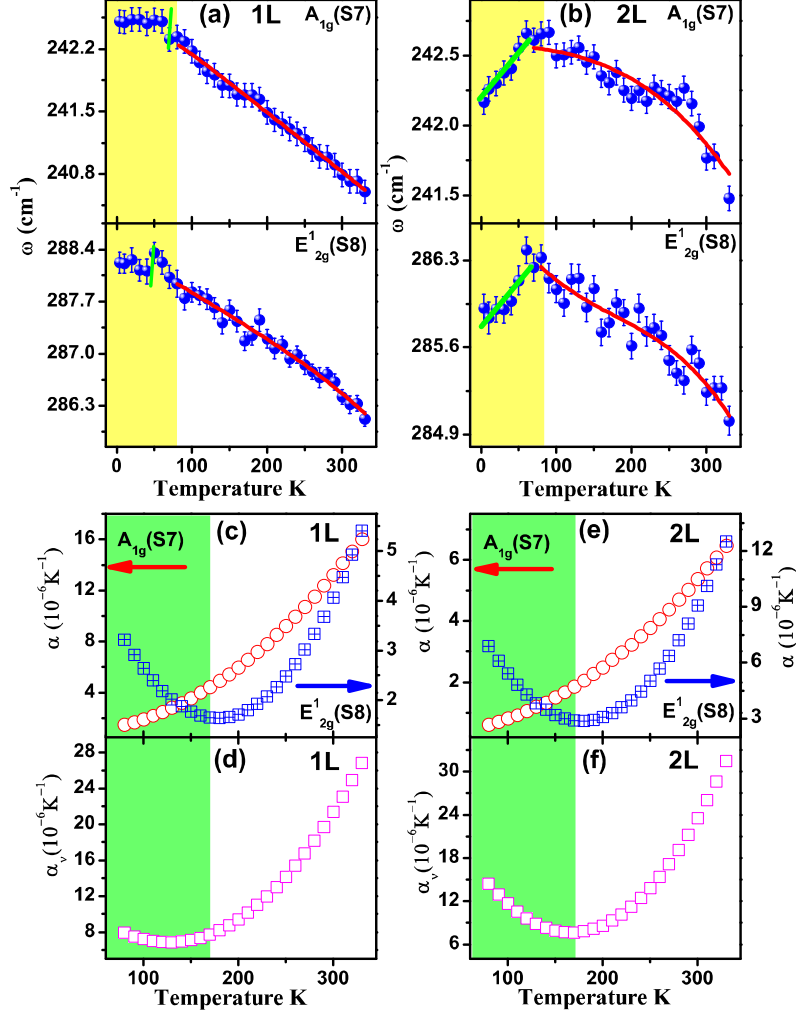 (a) 1L A1g(S7)
242.2
241.5
240.8
ω (cm-1)
E12g(S8)
288.4
287.7
287.0
286.3
0 100 200 300
Temperature K
(b) 2L A1g(S7)
242.5
242.0
241.5
ω (cm-1)
E12g(S8)
286.3
285.6
284.9
0 100 200 300
Temperature K
(c) 1L
A1g(S7)
16
12
8
4
α (10-6K-1)
5
4
3
2
α (10-6K-1)
E12g(S8)
(d) 1L
28
24
20
16
12
8
αv(10-6K-1)
100 200 300
Temperature K
(e) 2L
A1g(S7)
6
4
2
α (10-6K-1)
12
9
6
3
α (10-6K-1)
E12g(S8)
(f) 2L
30
24
18
12
6
αv(10-6K-1)
100 200 300
Temperature K